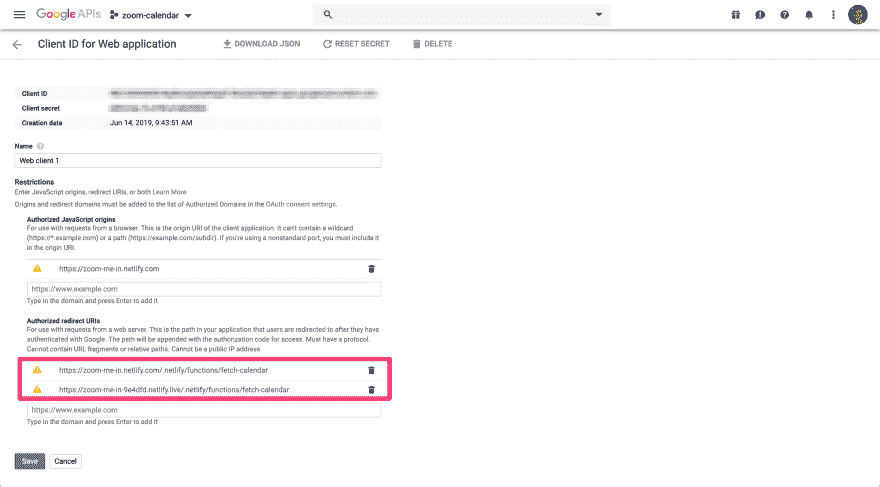 Google APIs zoom-calendar
Client ID for Web application DOWNLOAD JSON RESET SECRET DELETE
Client ID
Client secret
Creation date Jun 14, 2019, 9:43:51 AM
Name
Web client 1
Restrictions
Enter JavaScript origins, redirect URIs, or both Learn More
Origins and redirect domains must be added to the list of Authorized Domains in the OAuth consent settings.
Authorized JavaScript origins
For use with requests from a browser. This is the origin URI of the client application. It can't contain a wildcard
(https://*.example.com) or a path (https://example.com/subdir). If you're using a nonstandard port, you must include it
in the origin URI.
https://zoom-me-in.netlify.com
https://www.example.com
Type in the domain and press Enter to add it
Authorized redirect URIs
For use with requests from a web server. This is the path in your application that users are redirected to after they have
authenticated with Google. The path will be appended with the authorization code for access. Must have a protocol.
Cannot contain URL fragments or relative paths. Cannot be a public IP address.
https://zoom-me-in.netlify.com/.netlify/functions/fetch-calendar
https://zoom-me-in-9e4dfd.netlify.live/.netlify/functions/fetch-calendar
https://www.example.com
Type in the domain and press Enter to add it
Save Cancel